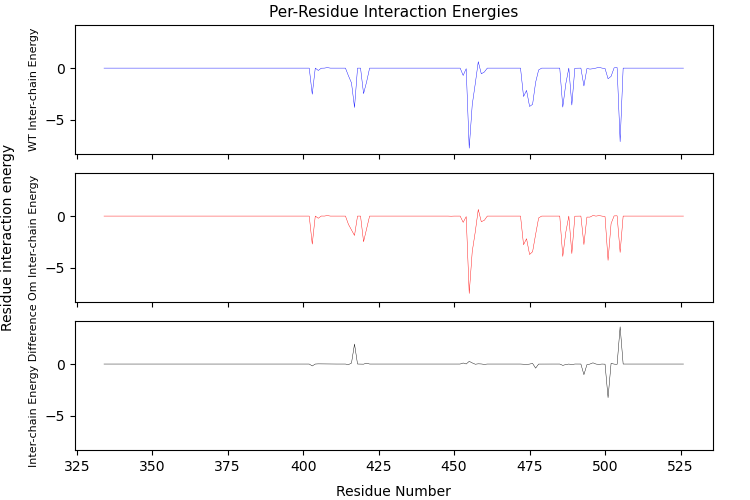 Per-Residue Interaction Energies
WT Inter-chain Energy
0
−5
Residue interaction energy
Om Inter-chain Energy
0
−5
Inter-chain Energy Difference
0
−5
325
350
375
400
425
450
475
500
525
Residue Number